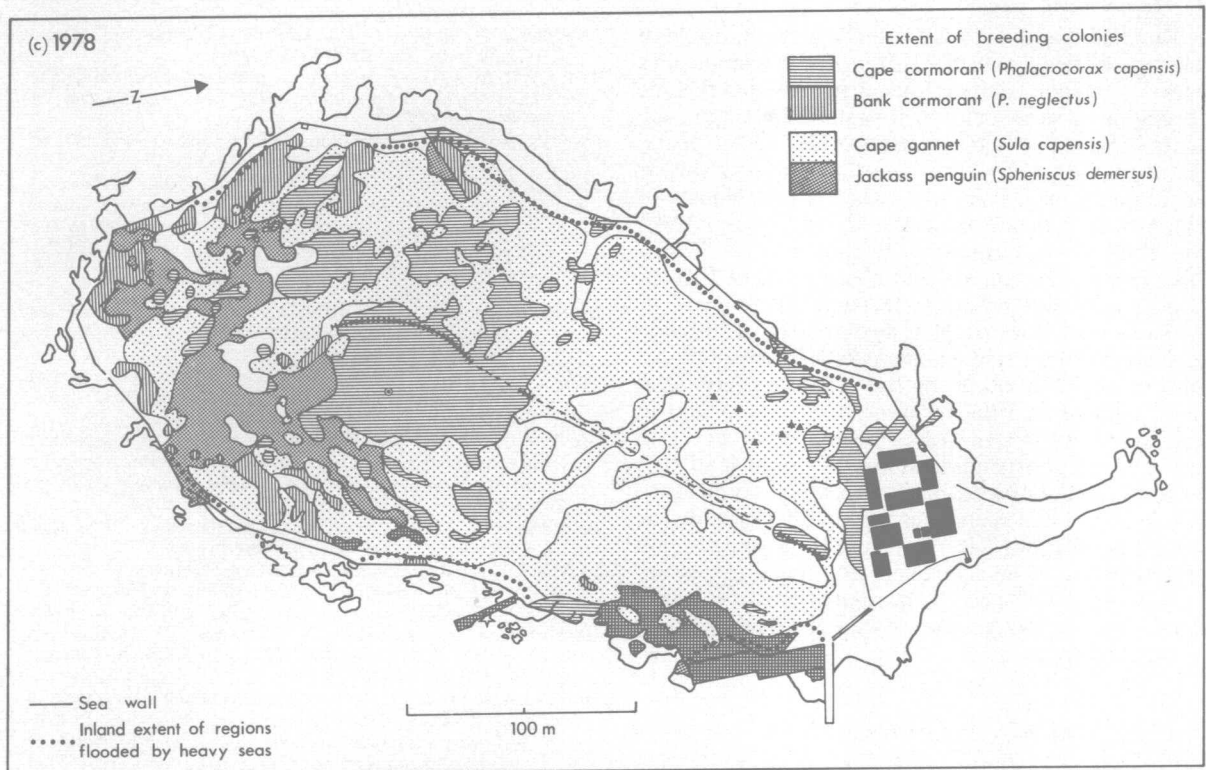 (c) 1978
Z
Extent of breeding colonies
Cape cormorant (Phalacrocorax capensis)
Bank cormorant (P. neglectus)
Cape gannet (Sula capensis)
Jackass penguin (Spheniscus demersus)
Sea wall
Inland extent of regions
flooded by heavy seas
100 m